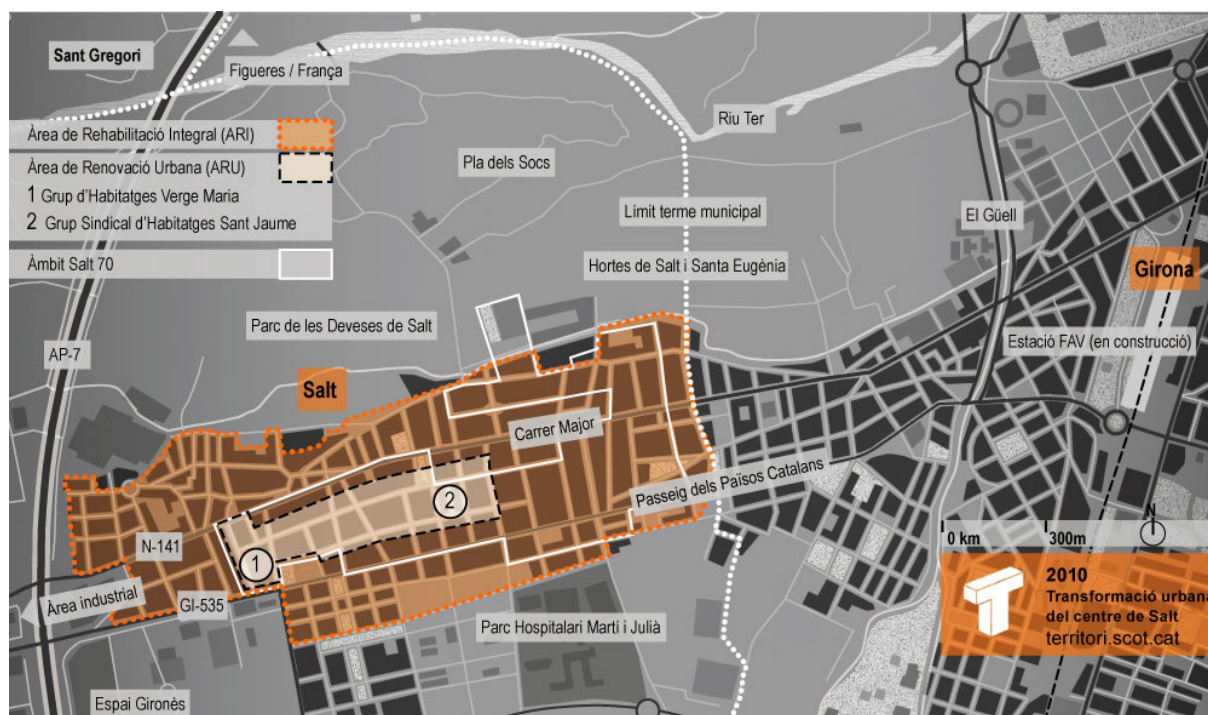 Sant Gregori
Figueres / França
Riu Ter
Àrea de Rehabilitació Integral (ARI)
Àrea de Renovació Urbana (ARU)
1 Grup d'Habitatges Verge Maria
2 Grup Sindical d'Habitatges Sant Jaume
Àmbit Salt 70
Pla dels Socs
Límit terme municipal
El Güell
Hortes de Salt i Santa Eugènia
Girona
Parc de les Deveses de Salt
Estació FAV (en construcció)
AP-7
Salt
Carrer Major
Passeig dels Països Catalans
2
1
N-141
Àrea industrial
GI-535
Parc Hospitalari Martí i Julià
Espai Gironès
N
0 km 300m
2010
Transformació urbana
del centre de Salt
territori.scot.cat